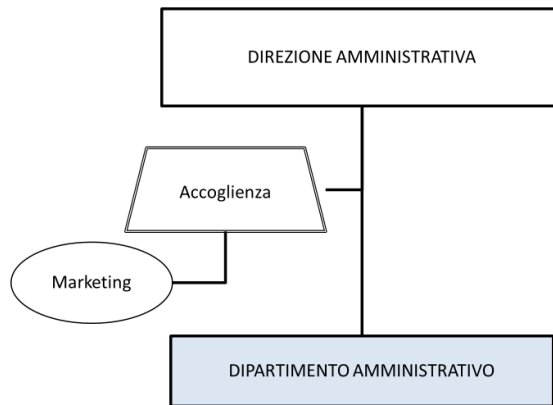 DIREZIONE AMMINISTRATIVA
Accoglienza
Marketing
DIPARTIMENTO AMMINISTRATIVO